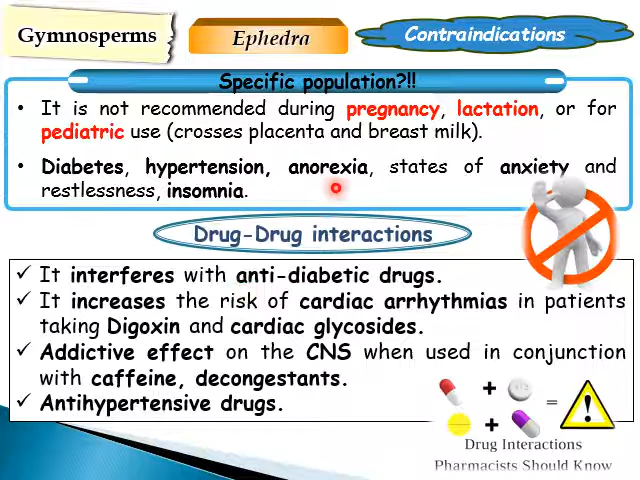 Gymnosperms
Ephedra
Contraindications
Specific population?!!
• It is not recommended during pregnancy, lactation, or for
pediatric use (crosses placenta and breast milk).
• Diabetes, hypertension, anorexia, states of anxiety and
restlessness, insomnia.
Drug-Drug interactions
✓ It interferes with anti-diabetic drugs.
✓ It increases the risk of cardiac arrhythmias in patients
taking Digoxin and cardiac glycosides.
✓ Addictive effect on the CNS when used in conjunction
with caffeine, decongestants.
✓ Antihypertensive drugs.
+
=
+
!
Drug Interactions
Pharmacists Should Know